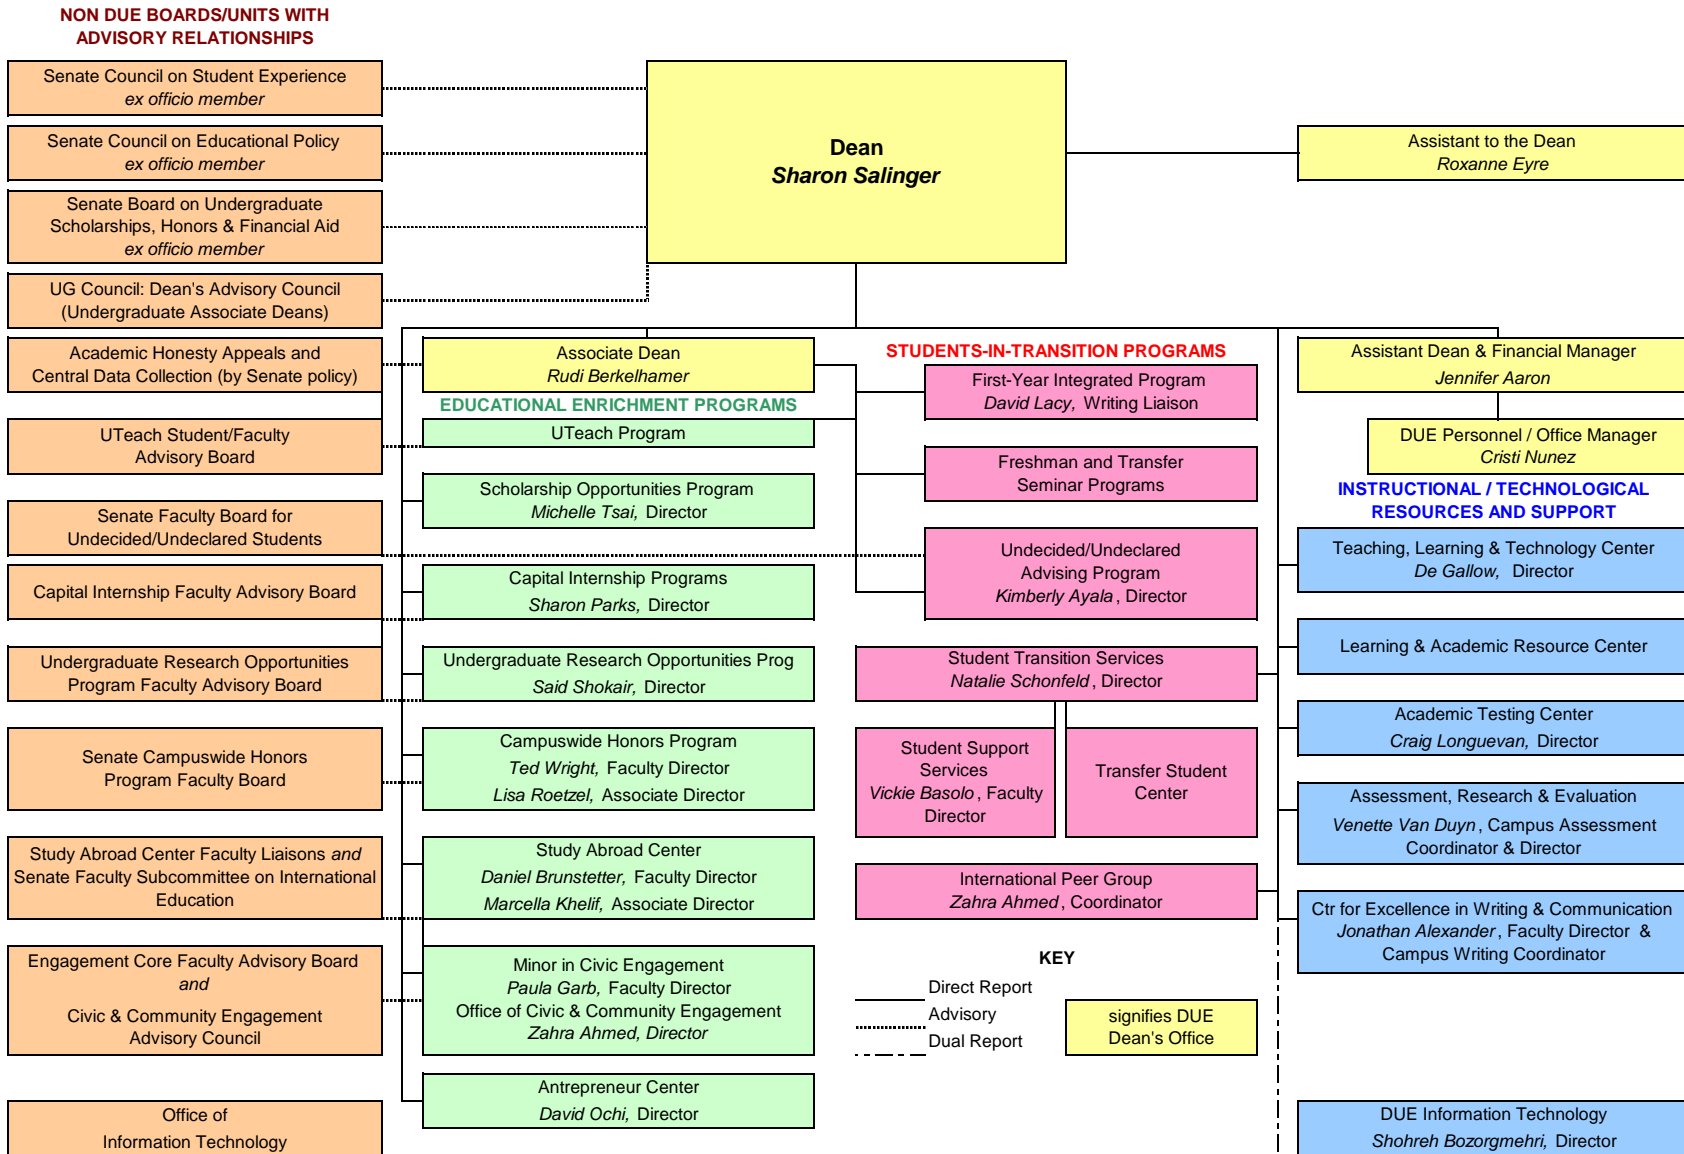 NON DUE BOARDS/UNITS WITH
ADVISORY RELATIONSHIPS
Senate Council on Student Experience
ex officio member
Senate Council on Educational Policy
ex officio member
Senate Board on Undergraduate
Scholarships, Honors & Financial Aid
ex officio member
UG Council: Dean's Advisory Council
(Undergraduate Associate Deans)
Academic Honesty Appeals and
Central Data Collection (by Senate policy)
UTeach Student/Faculty
Advisory Board
Senate Faculty Board for
Undecided/Undeclared Students
Capital Internship Faculty Advisory Board
Undergraduate Research Opportunities
Program Faculty Advisory Board
Senate Campuswide Honors
Program Faculty Board
Study Abroad Center Faculty Liaisons and
Senate Faculty Subcommittee on International
Education
Engagement Core Faculty Advisory Board
and
Civic & Community Engagement
Advisory Council
Office of
Information Technology
Dean
Sharon Salinger
Assistant to the Dean
Roxanne Eyre
Associate Dean
Rudi Berkelhamer
EDUCATIONAL ENRICHMENT PROGRAMS
UTeach Program
Scholarship Opportunities Program
Michelle Tsai, Director
Capital Internship Programs
Sharon Parks, Director
Undergraduate Research Opportunities Prog
Said Shokair, Director
Campuswide Honors Program
Ted Wright, Faculty Director
Lisa Roetzel, Associate Director
Study Abroad Center
Daniel Brunstetter, Faculty Director
Marcella Khelif, Associate Director
Minor in Civic Engagement
Paula Garb, Faculty Director
Office of Civic & Community Engagement
Zahra Ahmed, Director
Antrepreneur Center
David Ochi, Director
STUDENTS-IN-TRANSITION PROGRAMS
First-Year Integrated Program
David Lacy, Writing Liaison
Freshman and Transfer
Seminar Programs
Undecided/Undeclared
Advising Program
Kimberly Ayala, Director
Student Transition Services
Natalie Schonfeld, Director
Student Support
Services
Vickie Basolo, Faculty
Director
Transfer Student
Center
International Peer Group
Zahra Ahmed, Coordinator
KEY
Direct Report
Advisory
Dual Report
signifies DUE
Dean's Office
Assistant Dean & Financial Manager
Jennifer Aaron
DUE Personnel / Office Manager
Cristi Nunez
INSTRUCTIONAL / TECHNOLOGICAL
RESOURCES AND SUPPORT
Teaching, Learning & Technology Center
De Gallow, Director
Learning & Academic Resource Center
Academic Testing Center
Craig Longuevan, Director
Assessment, Research & Evaluation
Venette Van Duyn, Campus Assessment
Coordinator & Director
Ctr for Excellence in Writing & Communication
Jonathan Alexander, Faculty Director &
Campus Writing Coordinator
DUE Information Technology
Shohreh Bozorgmehri, Director